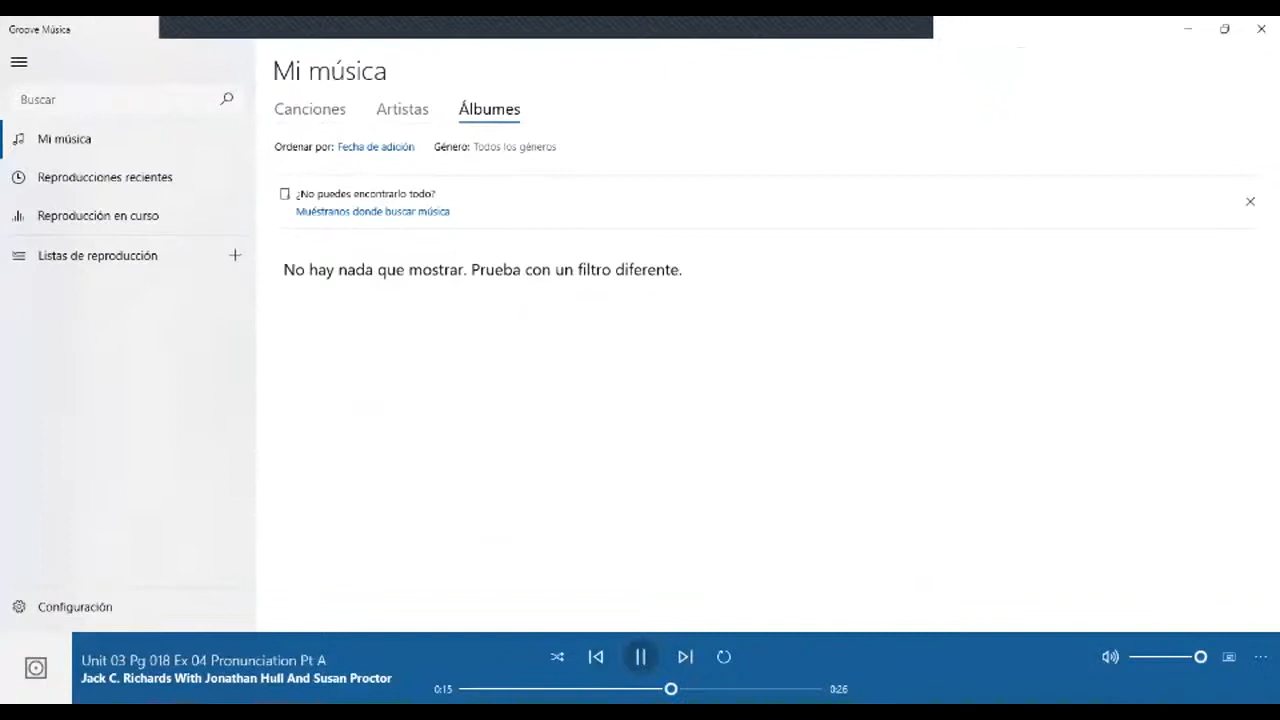 Groove Música
Buscar
Mi música
Reproducciones recientes
Reproducción en curso
Listas de reproducción
Configuración
Mi música
Canciones Artistas Álbumes
Ordenar por: Fecha de adición Género: Todos los géneros
¿No puedes encontrarlo todo?
Muéstranos donde buscar música
No hay nada que mostrar. Prueba con un filtro diferente.
Unit 03 Pg 018 Ex 04 Pronunciation Pt A
Jack C. Richards With Jonathan Hull And Susan Proctor
0:15 0:26